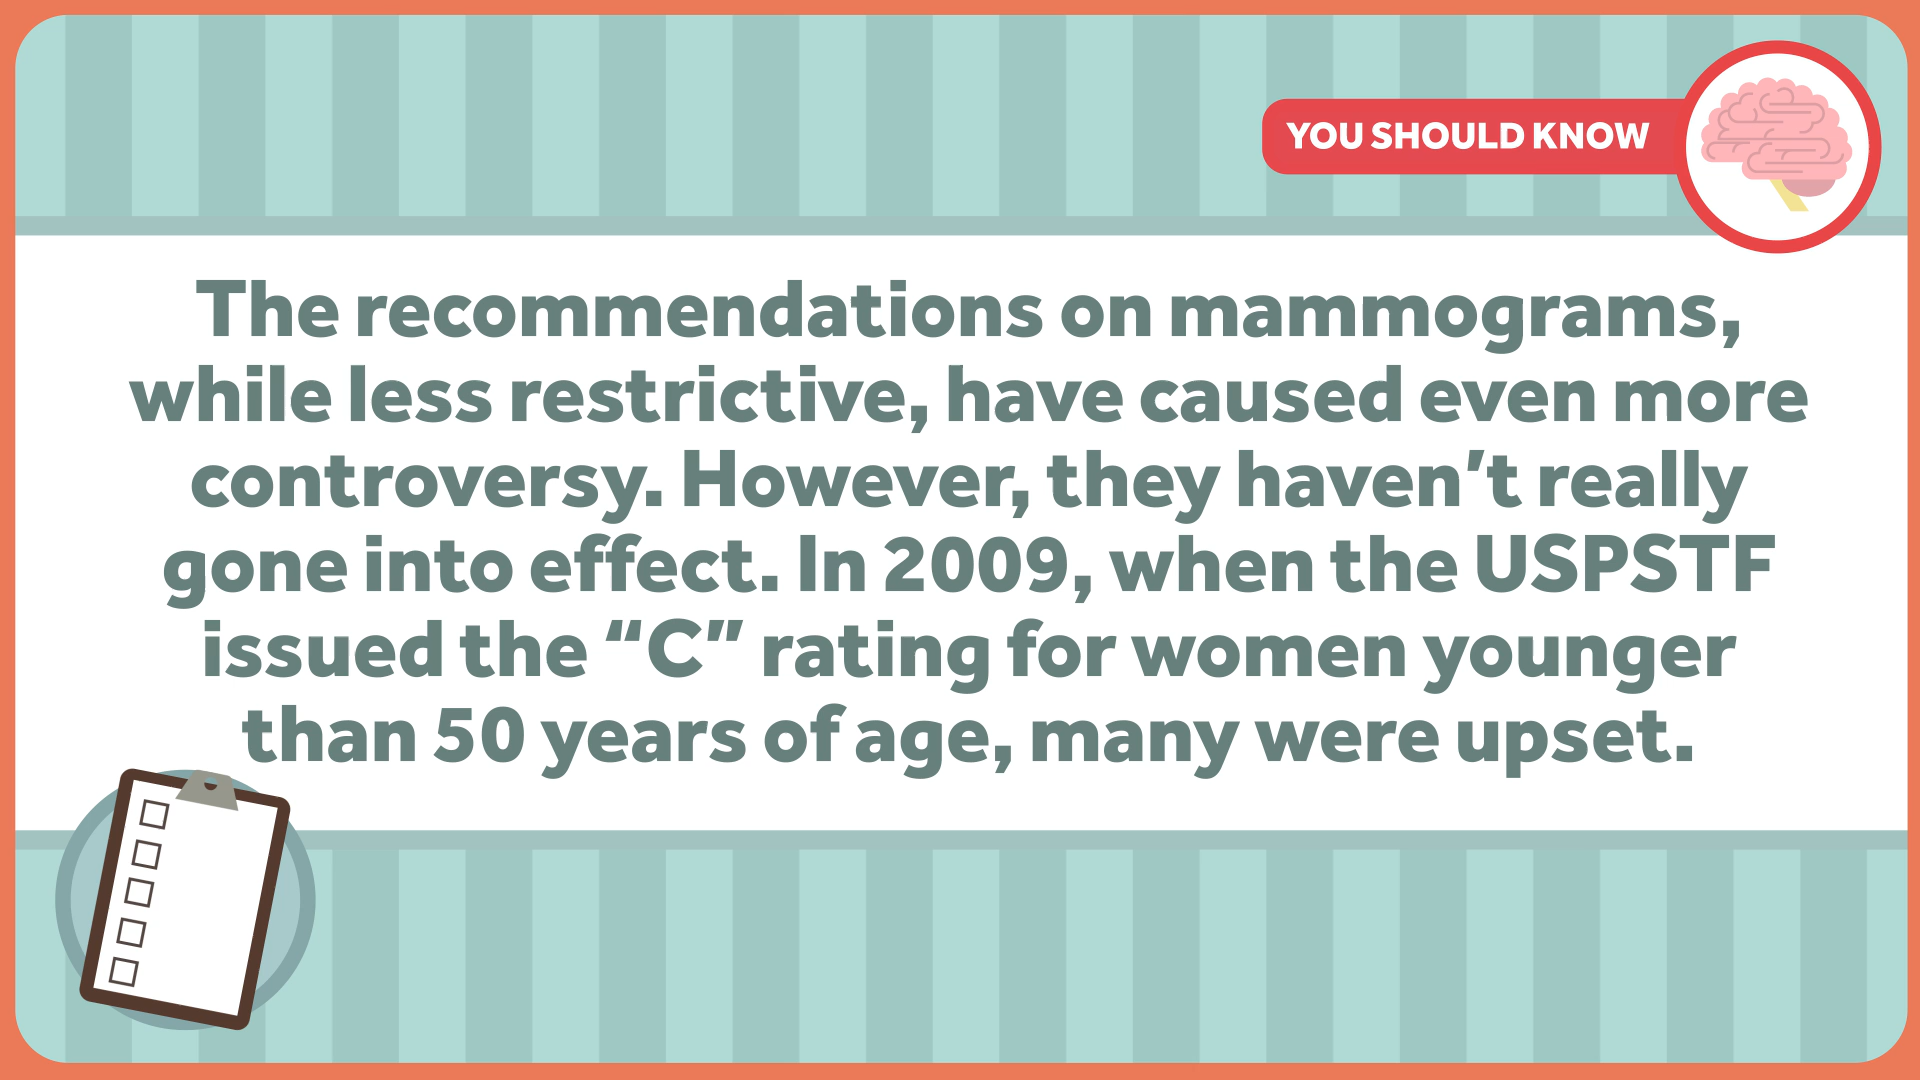 YOU SHOULD KNOW
The recommendations on mammograms,
while less restrictive, have caused even more
controversy. However, they haven't really
gone into effect. In 2009, when the USPSTF
issued the “C” rating for women younger
than 50 years of age, many were upset.